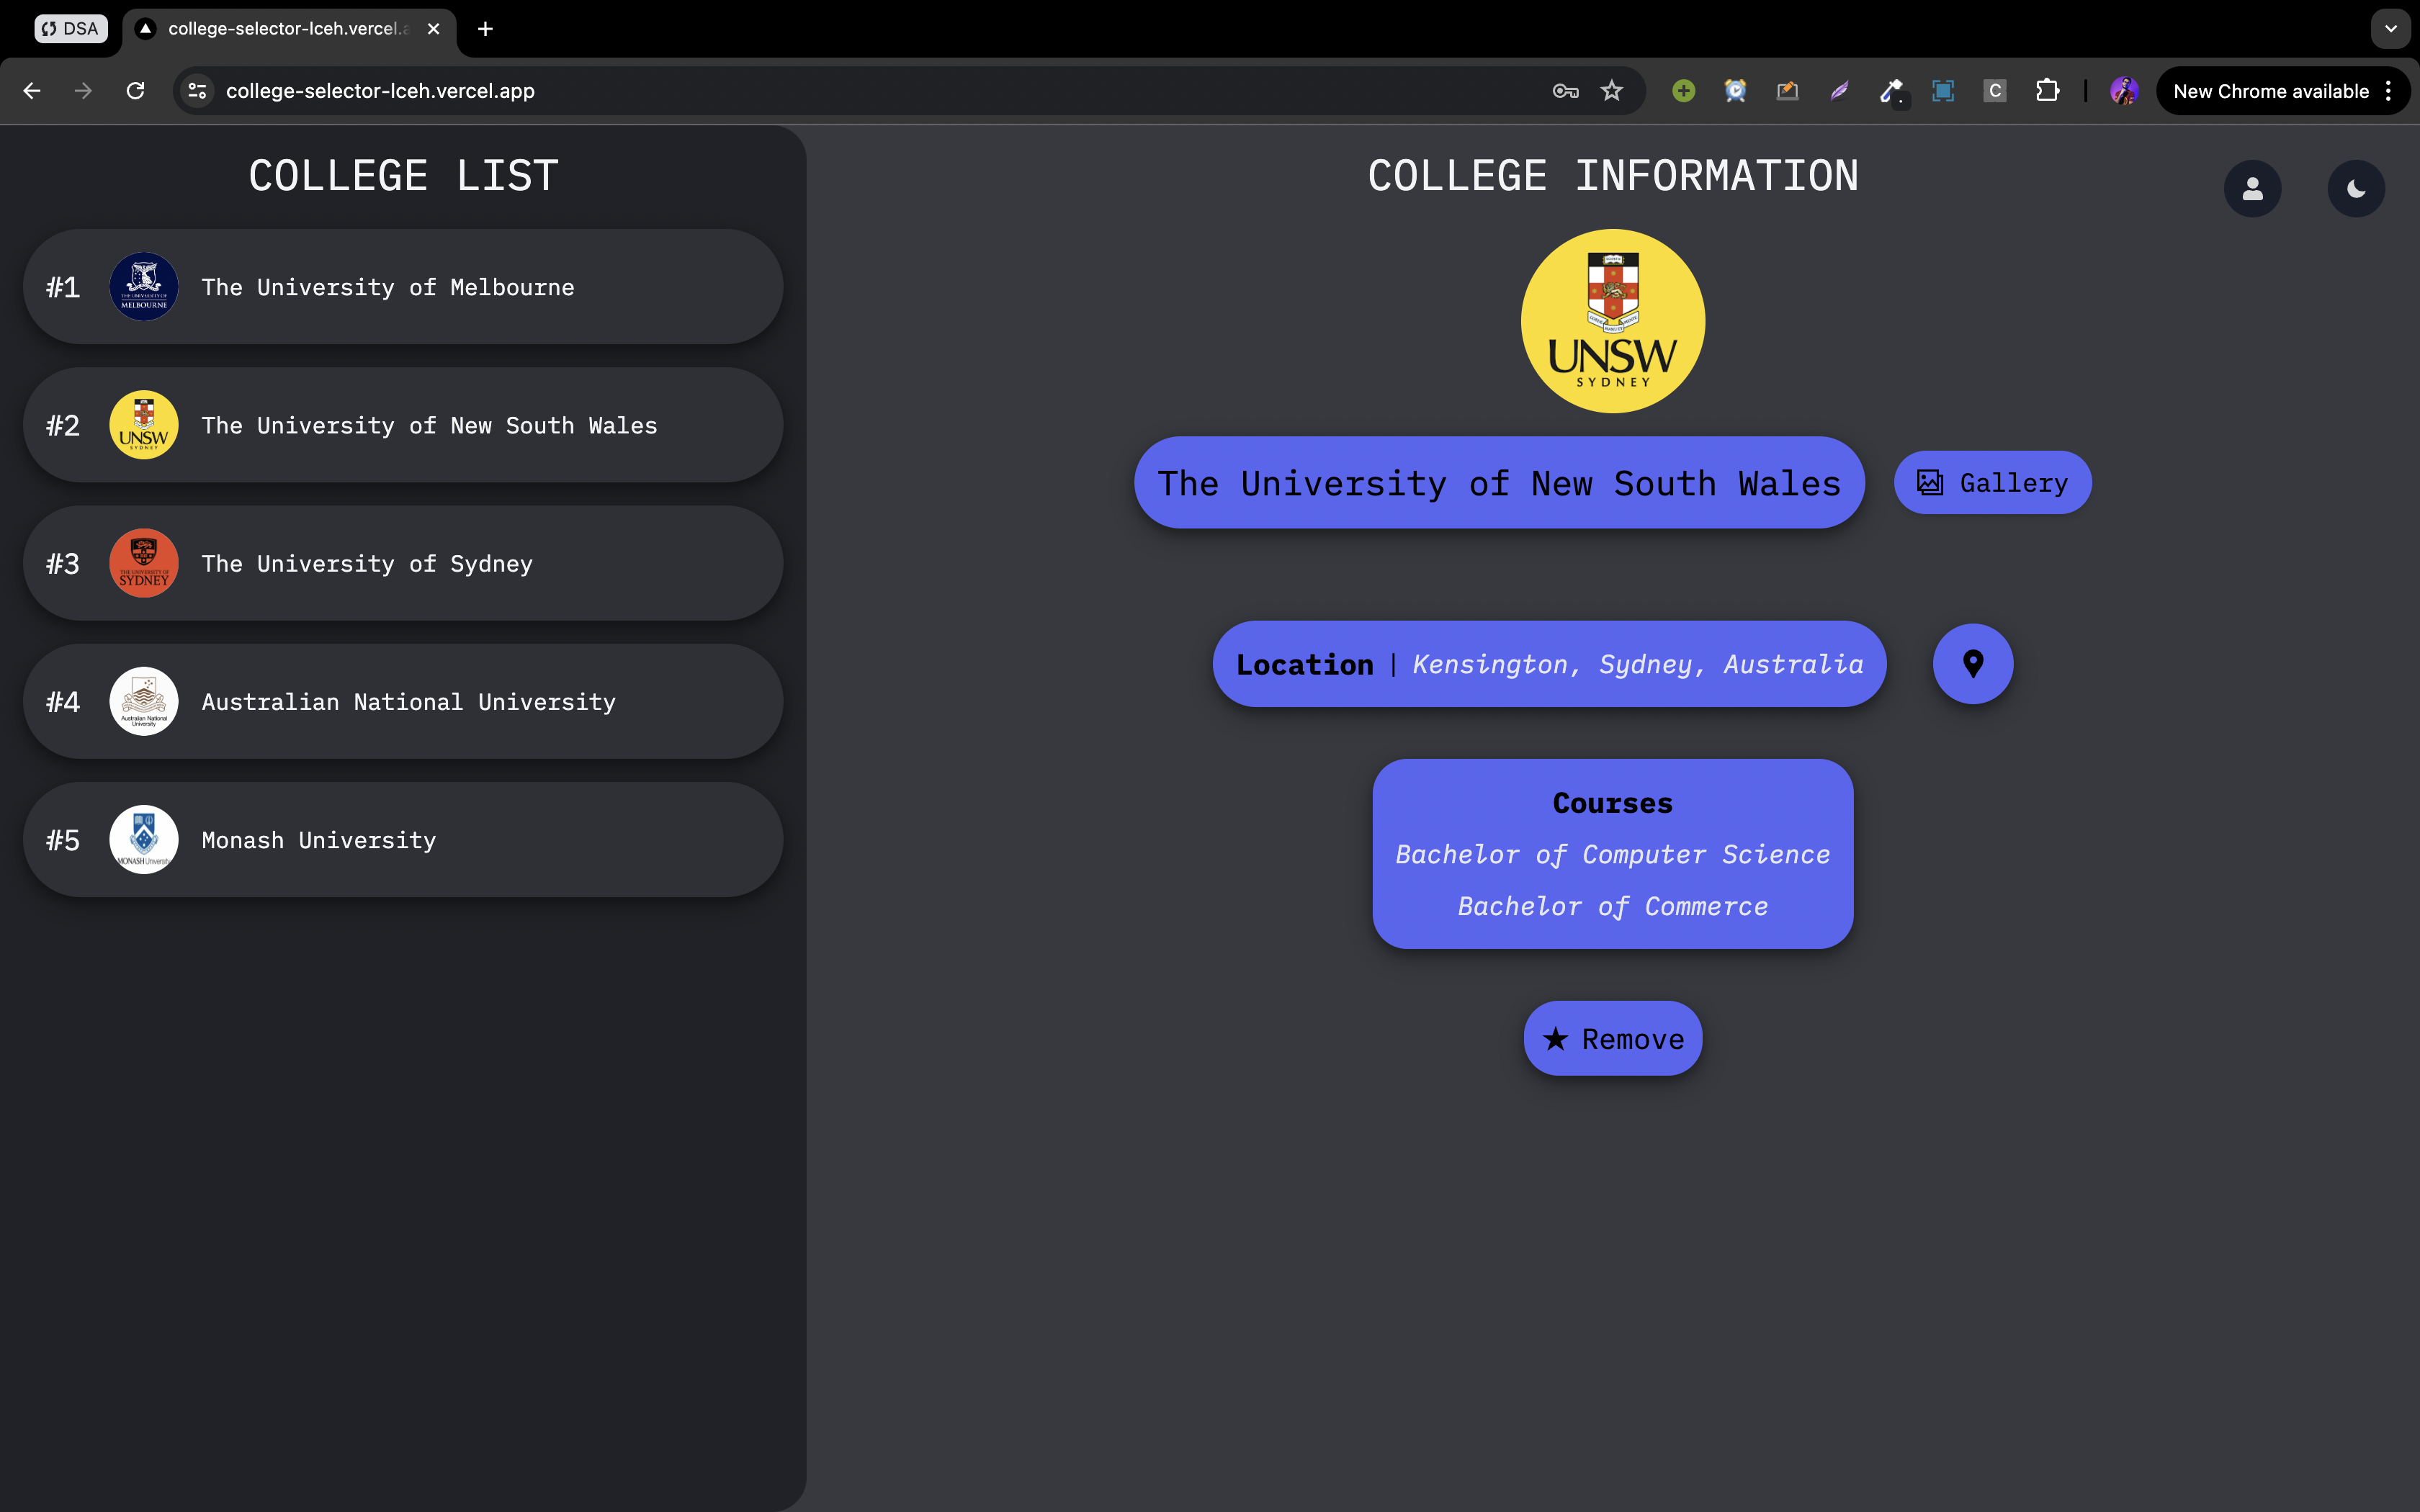 DSA
college-selector-lceh.vercel.a
college-selector-lceh.vercel.app
C
New Chrome available
COLLEGE LIST
#1
THE UNIVERSITY OF
MELBOURNE
The University of Melbourne
#2
UNSW
SYDNEY
The University of New South Wales
#3
THE UNIVERSITY OF
SYDNEY
The University of Sydney
#4
Australian National
University
Australian National University
#5
MONASH University
Monash University
COLLEGE INFORMATION
UNSW
SYDNEY
The University of New South Wales
Gallery
Location | Kensington, Sydney, Australia
Courses
Bachelor of Computer Science
Bachelor of Commerce
★ Remove